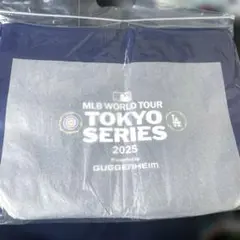 MLB WORLD TOUR
TOKYO
SERIES
2025
Presented by
GUGGENHEIM